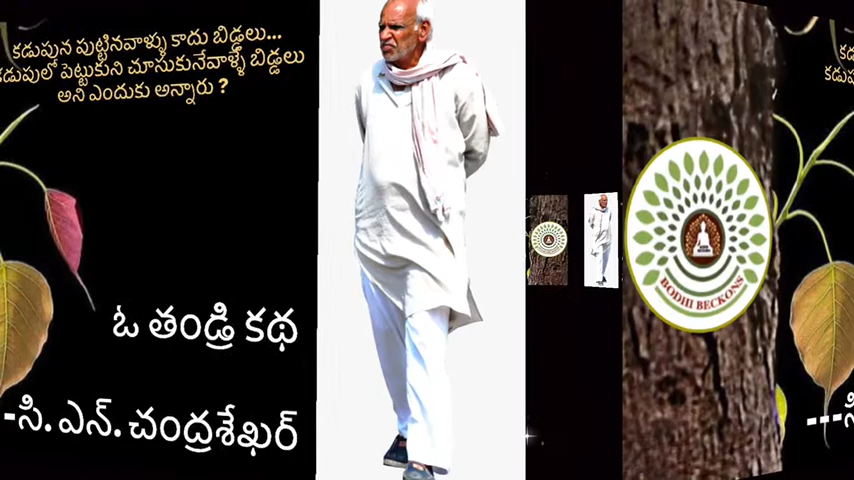 కడుపున పుట్టినవాళ్ళు కాదు బిడ్డలు...
కడుపులో పెట్టుకుని చూసుకునేవాళ్ళే బిడ్డలు
అని ఎందుకు అన్నారు ?
ఓ తండ్రి కథ
-సి. ఎన్. చంద్రశేఖర్
BODHI BECKONS